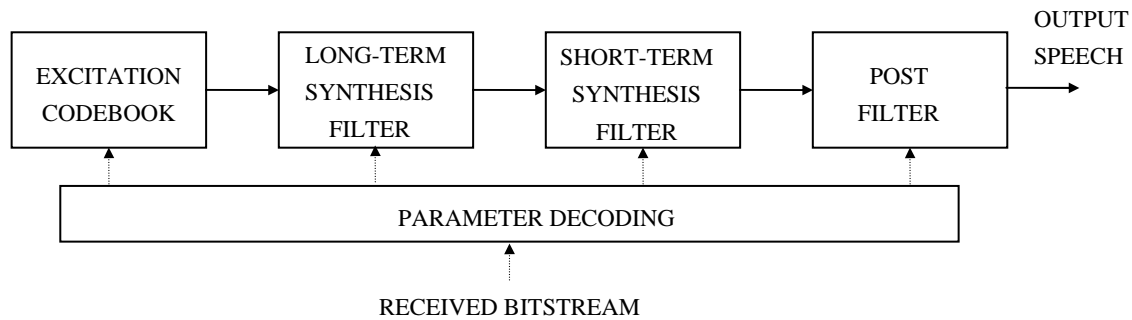 OUTPUT
SPEECH
EXCITATION
CODEBOOK
LONG-TERM
SYNTHESIS
FILTER
SHORT-TERM
SYNTHESIS
FILTER
POST
FILTER
PARAMETER DECODING
RECEIVED BITSTREAM